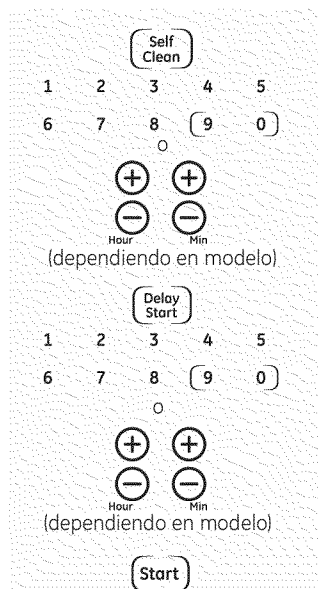 Self
Clean
1 2 3 4 5
6 7 8 9 0
O
+ +
− −
Hour Min
(dependiendo en modelo)
Delay
Start
1 2 3 4 5
6 7 8 9 0
O
+ +
− −
Hour Min
(dependiendo en modelo)
Start